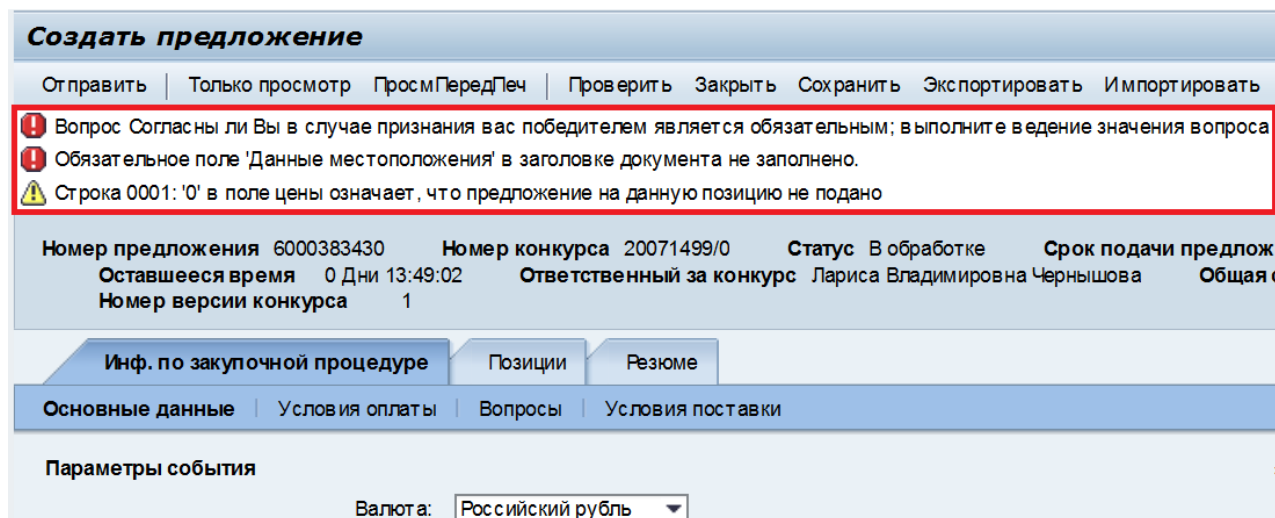 Создать предложение
Отправить Только просмотр ПросмПередПеч Проверить Закрыть Сохранить Экспортировать Импортировать
Вопрос Согласны ли Вы в случае признания вас победителем является обязательным; выполните ведение значения вопроса
Обязательное поле 'Данные местоположения' в заголовке документа не заполнено.
Строка 0001: '0' в поле цены означает, что предложение на данную позицию не подано
Номер предложения 6000383430 Номер конкурса 20071499/0 Статус В обработке Срок подачи предлож
Оставшееся время 0 Дни 13:49:02 Ответственный за конкурс Лариса Владимировна Чернышова Общая
Номер версии конкурса 1
Инф. по закупочной процедуре Позиции Резюме
Основные данные Условия оплаты Вопросы Условия поставки
Параметры события
Валюта: Российский рубль